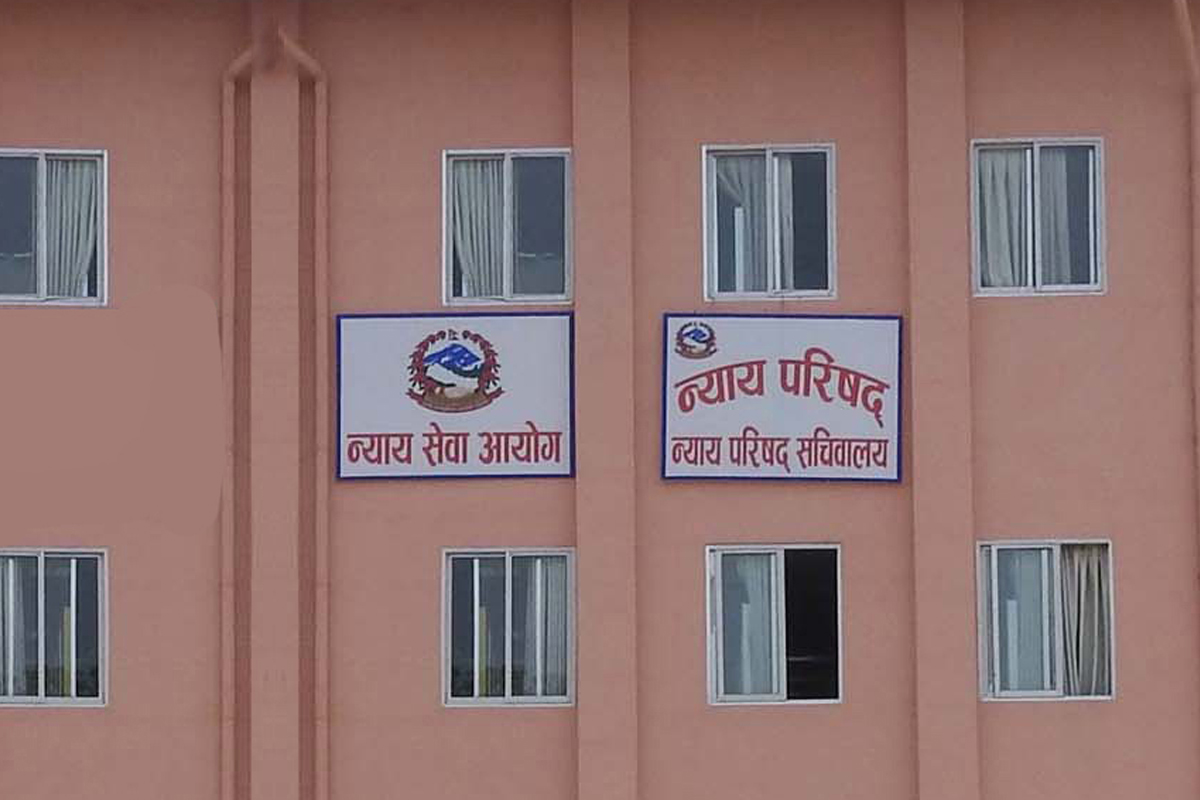 न्याय सेवा आयोग
न्याय परिषद्
न्याय परिषद् सचिवालय